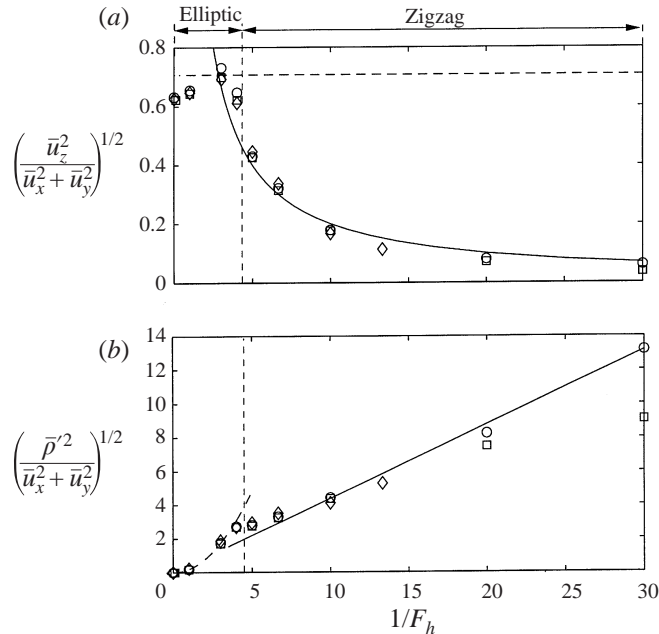 Elliptic Zigzag
(a)
0.8
0.6
0.4
0.2
0
(ū_z^2 / (ū_x^2 + ū_y^2))^{1/2}
(b)
14
12
10
8
6
4
2
(ρ̄′^2 / (ū_x^2 + ū_y^2))^{1/2}
0 5 10 15 20 25 30
1/F_h